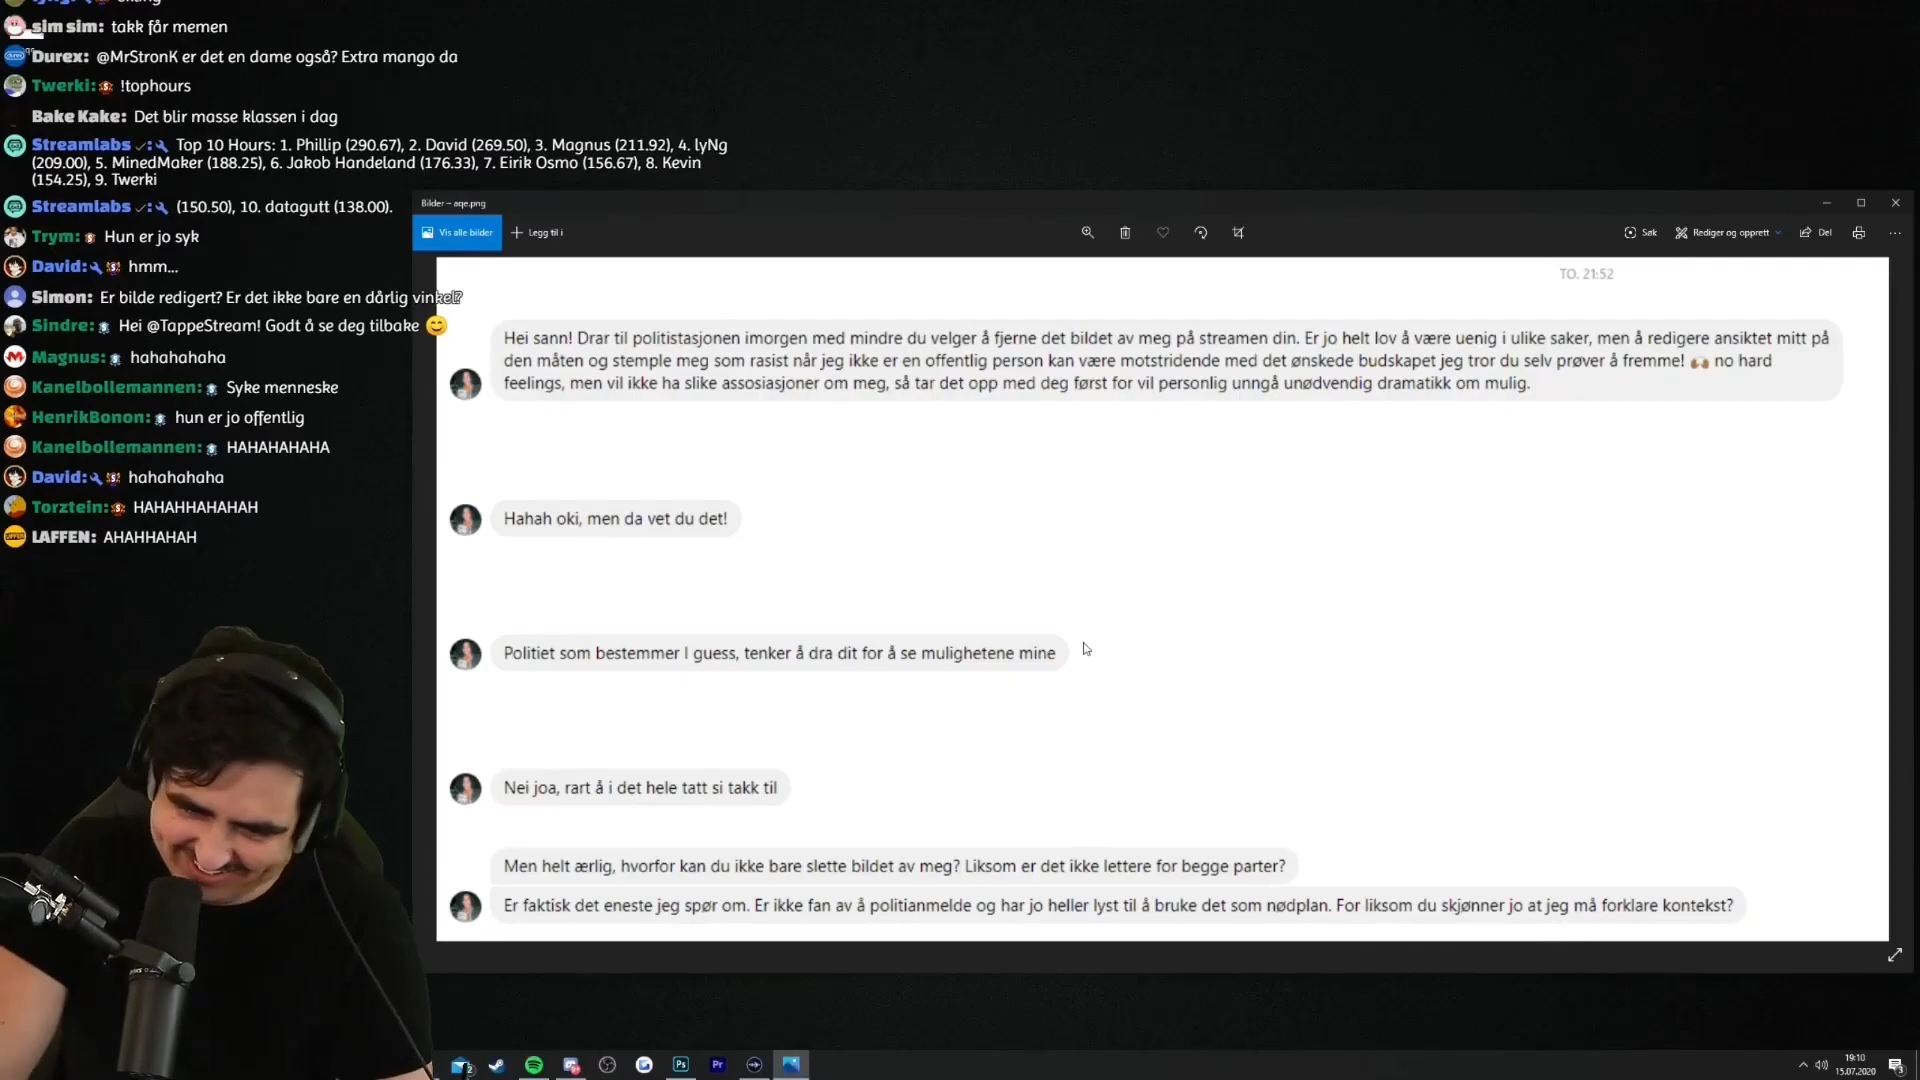 sim sim: takk får memen
Durex: @MrStronK er det en dame også? Extra mango da
Twerki: !tophours
Bake Kake: Det blir masse klassen i dag
Streamlabs: Top 10 Hours: 1. Phillip (290.67), 2. David (269.50), 3. Magnus (211.92), 4. lyNg
(209.00), 5. MinedMaker (188.25), 6. Jakob Handeland (176.33), 7. Eirik Osmo (156.67), 8. Kevin
(154.25), 9. Twerki
Streamlabs: (150.50), 10. datagutt (138.00).
Trym: Hun er jo syk
David: hmm...
Simon: Er bilde redigert? Er det ikke bare en dårlig vinkel?
Sindre: Hei @TappeStream! Godt å se deg tilbake 😊
Magnus: hahahahaha
Kanelbollemannen: Syke menneske
HenrikBonon: hun er jo offentlig
Kanelbollemannen: HAHAHAHAHA
David: hahahahaha
Torztein: HAHAHHAHAHAH
LAFFEN: AHAHHAHAH
Bilder – aqe.png
Vis alle bilder
Legg til i
Søk
Rediger og opprett
Del
TO. 21:52
Hei sann! Drar til politistasjonen imorgen med mindre du velger å fjerne det bildet av meg på streamen din. Er jo helt lov å være uenig i ulike saker, men å redigere ansiktet mitt på
den måten og stemple meg som rasist når jeg ikke er en offentlig person kan være motstridende med det ønskede budskapet jeg tror du selv prøver å fremme! 🙌 no hard
feelings, men vil ikke ha slike assosiasjoner om meg, så tar det opp med deg først for vil personlig unngå unødvendig dramatikk om mulig.
Hahah oki, men da vet du det!
Politiet som bestemmer I guess, tenker å dra dit for å se mulighetene mine
Nei joa, rart å i det hele tatt si takk til
Men helt ærlig, hvorfor kan du ikke bare slette bildet av meg? Liksom er det ikke lettere for begge parter?
Er faktisk det eneste jeg spør om. Er ikke fan av å politianmelde og har jo heller lyst til å bruke det som nødplan. For liksom du skjønner jo at jeg må forklare kontekst?
Ps
Pr
19:10
15.07.2020